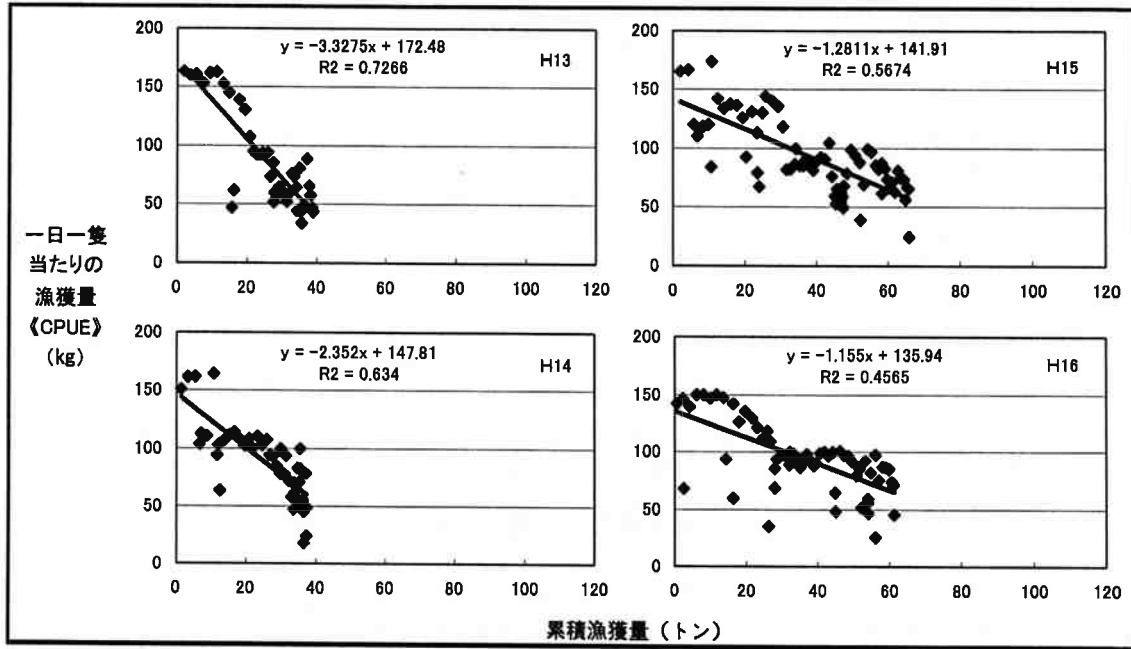 一日一隻
当たりの
漁獲量
《CPUE》
(kg)
y = −3.3275x + 172.48
R2 = 0.7266
H13
200
150
100
50
0
0 20 40 60 80 100 120
y = −1.2811x + 141.91
R2 = 0.5674
H15
200
150
100
50
0
0 20 40 60 80 100 120
y = −2.352x + 147.81
R2 = 0.634
H14
200
150
100
50
0
0 20 40 60 80 100 120
y = −1.155x + 135.94
R2 = 0.4565
H16
200
150
100
50
0
0 20 40 60 80 100 120
累積漁獲量（トン）